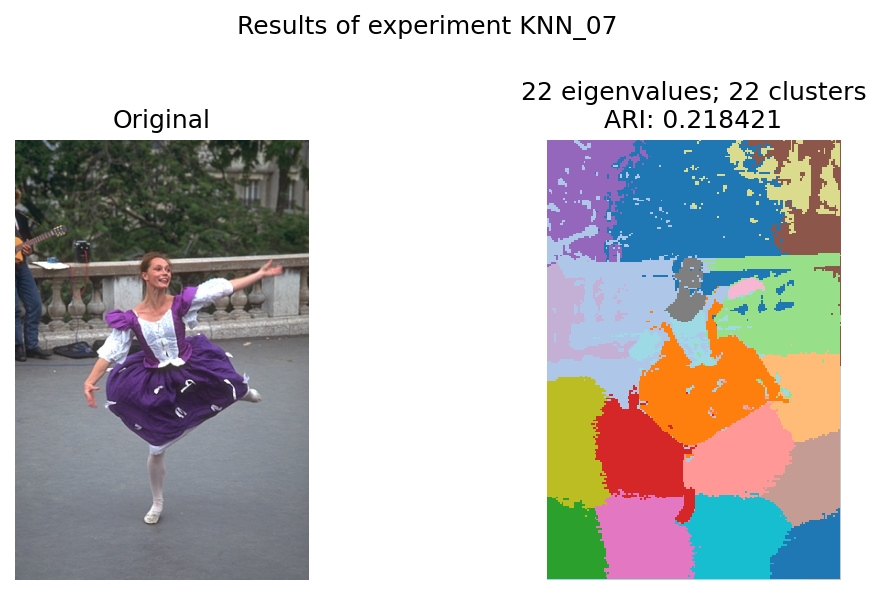 Results of experiment KNN_07
Original
22 eigenvalues; 22 clusters
ARI: 0.218421